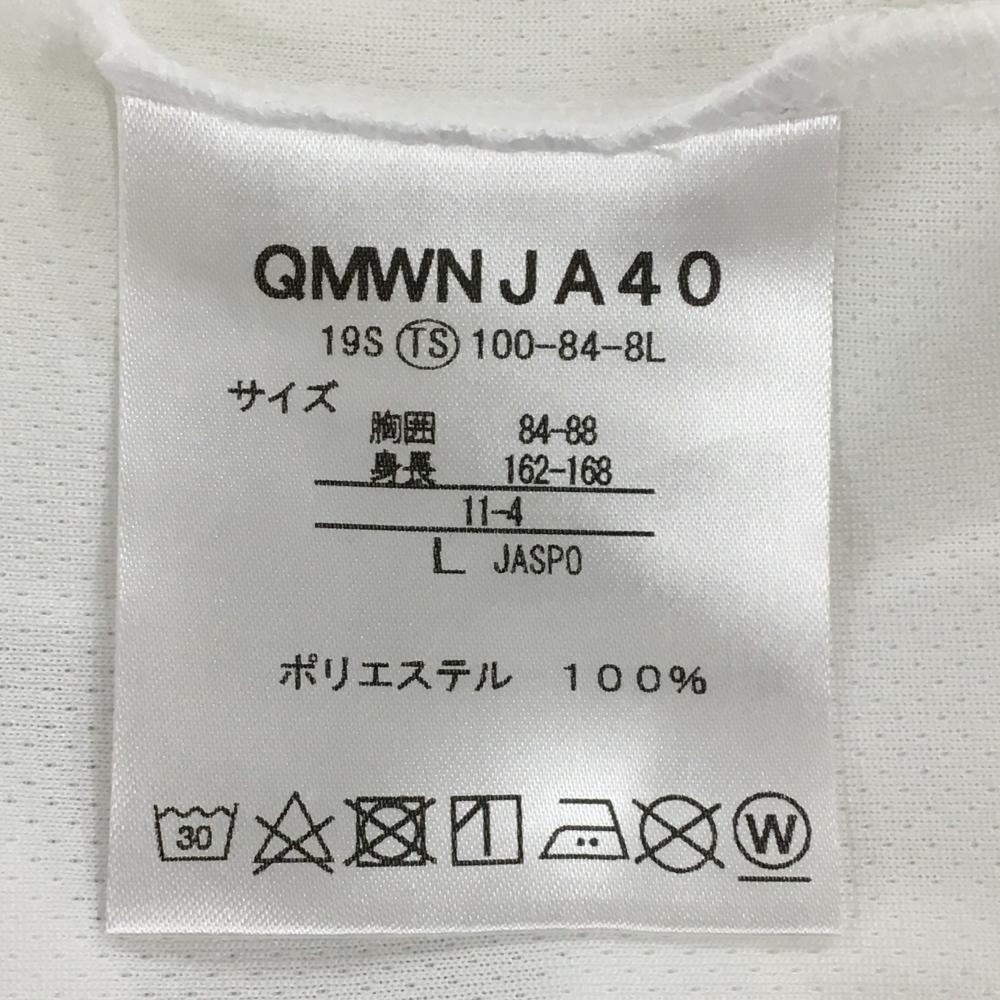 QMWNJA40
19S TS 100-84-8L
サイズ
胸囲 84-88
身長 162-168
11-4
L JASPO
ポリエステル 100%
30 W